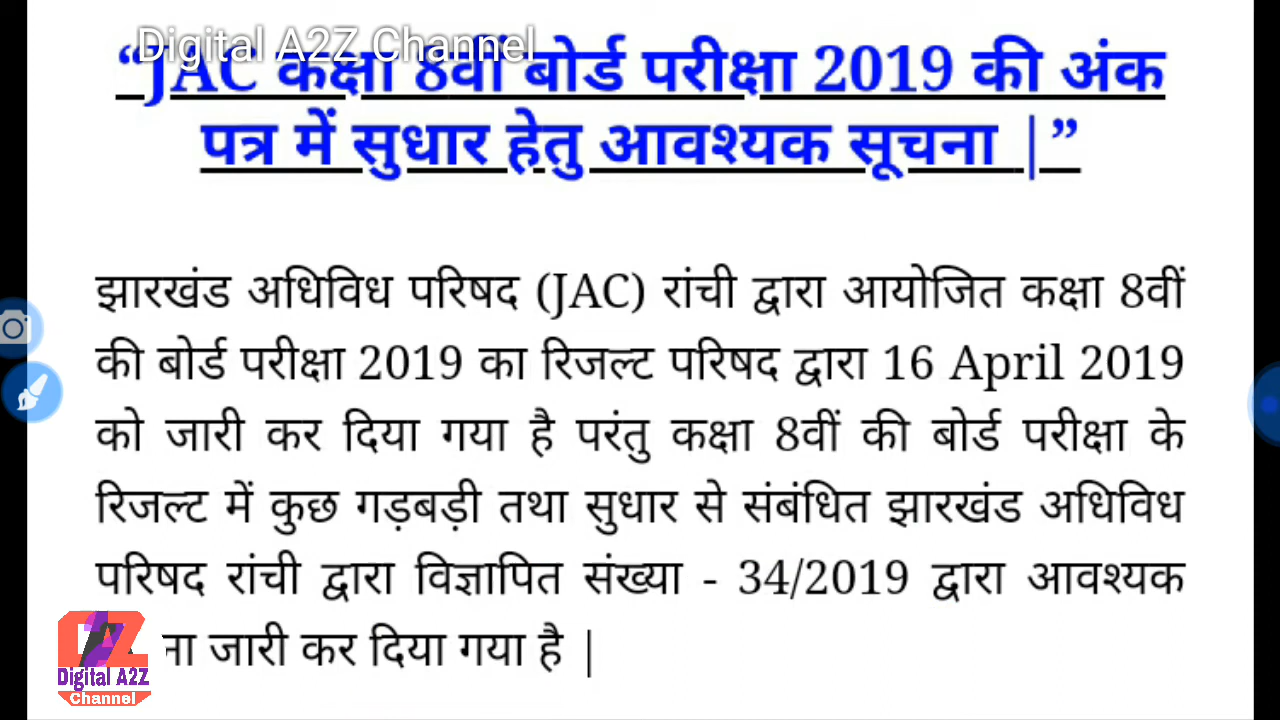 Digital A2Z Channel
“JAC कक्षा 8वीं बोर्ड परीक्षा 2019 की अंक
पत्र में सुधार हेतु आवश्यक सूचना |”
झारखंड अधिविध परिषद (JAC) रांची द्वारा आयोजित कक्षा 8वीं
की बोर्ड परीक्षा 2019 का रिजल्ट परिषद द्वारा 16 April 2019
को जारी कर दिया गया है परंतु कक्षा 8वीं की बोर्ड परीक्षा के
रिजल्ट में कुछ गड़बड़ी तथा सुधार से संबंधित झारखंड अधिविध
परिषद रांची द्वारा विज्ञापित संख्या - 34/2019 द्वारा आवश्यक
जारी कर दिया गया है |
AZ
Digital A2Z
Channel